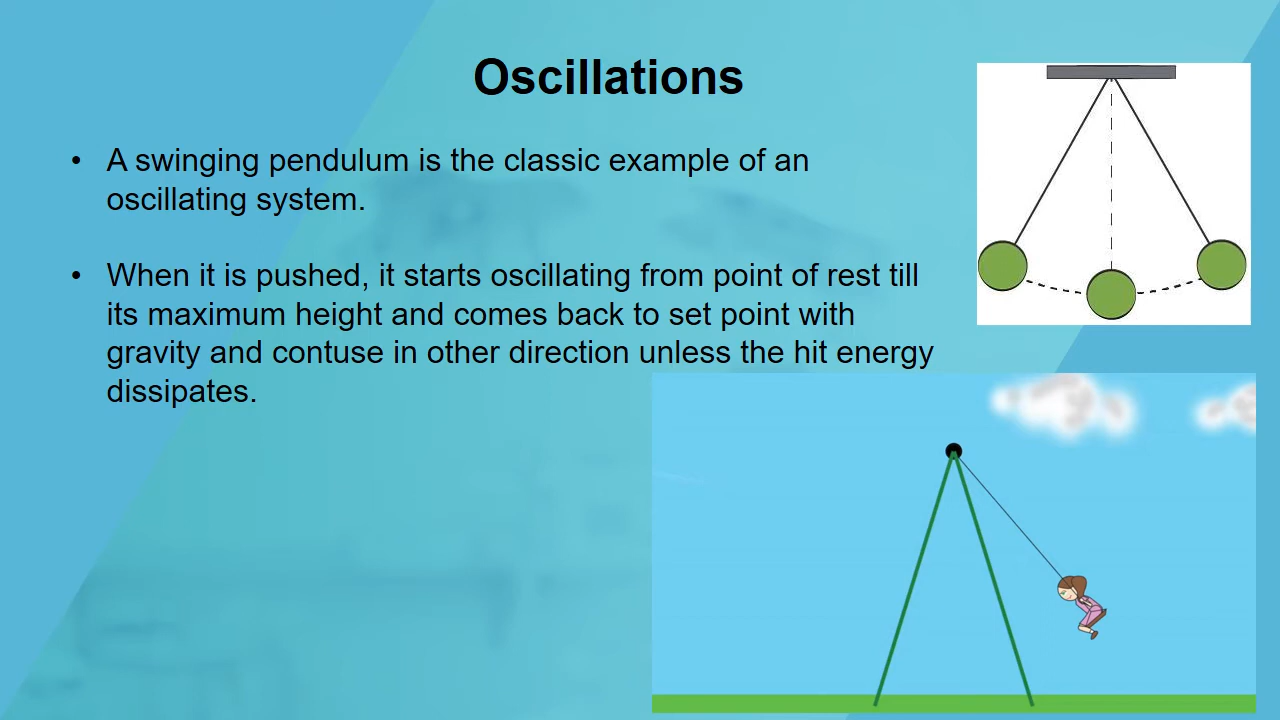 Oscillations
• A swinging pendulum is the classic example of an
oscillating system.
• When it is pushed, it starts oscillating from point of rest till
its maximum height and comes back to set point with
gravity and contuse in other direction unless the hit energy
dissipates.